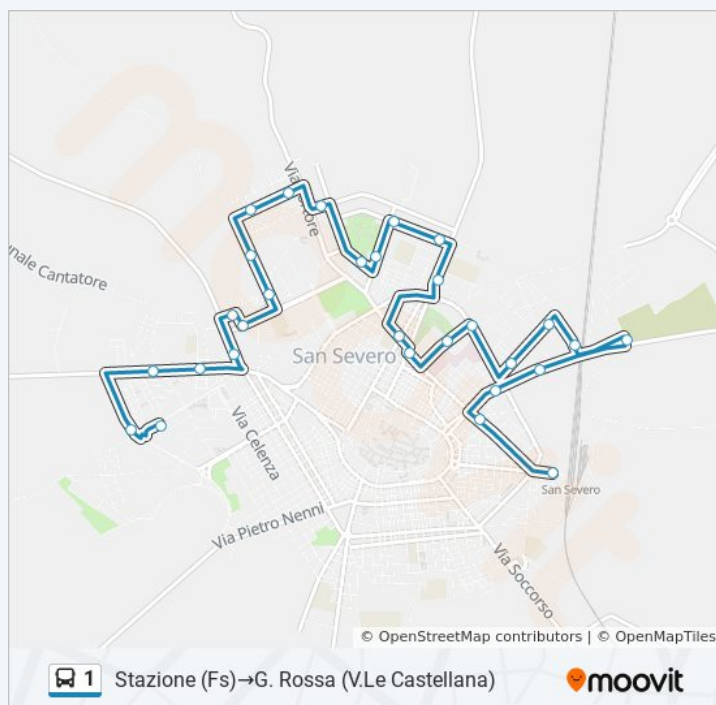 Via
tore
nale Cantatore
San Severo
Via Celenza
San Severo
Via Pietro Nenni
Via Soccorso
© OpenStreetMap contributors | © OpenMapTiles
1 Stazione (Fs)→G. Rossa (V.Le Castellana)
moovit